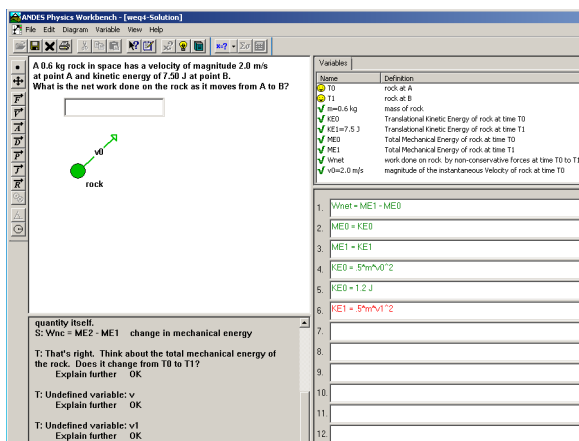 ANDES Physics Workbench - [weq4-Solution]
File Edit Diagram Variable View Help
x=?
A 0.6 kg rock in space has a velocity of magnitude 2.0 m/s
at point A and kinetic energy of 7.50 J at point B.
What is the net work done on the rock as it moves from A to B?
v0
rock
F
V
A
D
P
J
R
Variables
Name Definition
T0 rock at A
T1 rock at B
m=0.6 kg mass of rock
KE0 Translational Kinetic Energy of rock at time T0
KE1=7.5 J Translational Kinetic Energy of rock at time T1
ME0 Total Mechanical Energy of rock at time T0
ME1 Total Mechanical Energy of rock at time T1
Wnet work done on rock by non-conservative forces at time T0 to T1
v0=2.0 m/s magnitude of the instantaneous Velocity of rock at time T0
1. Wnet = ME1 - ME0
2. ME0 = KE0
3. ME1 = KE1
4. KE0 = .5*m*v0^2
5. KE0 = 1.2 J
6. KE1 = .5*m*v1^2
7.
8.
9.
10.
11.
12.
quantity itself.
S: Wnc = ME2 - ME1 change in mechanical energy
T: That's right. Think about the total mechanical energy of
the rock. Does it change from T0 to T1?
Explain further OK
T: Undefined variable: v
Explain further OK
T: Undefined variable: v1
Explain further OK